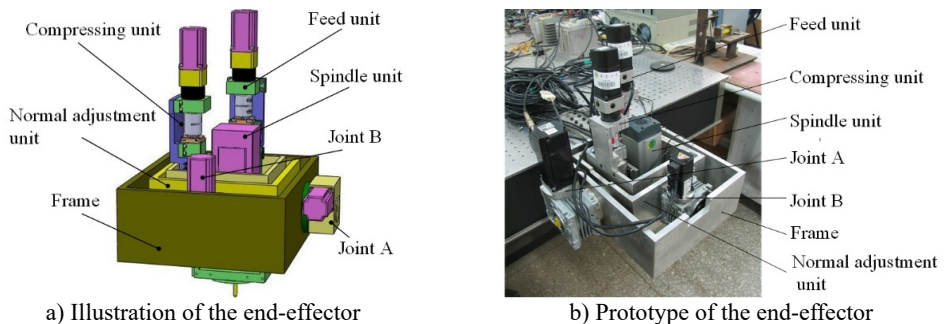 Compressing unit
Feed unit
Spindle unit
Normal adjustment
unit
Joint B
Frame
Joint A
a) Illustration of the end-effector
Feed unit
Compressing unit
Spindle unit
Joint A
Joint B
Frame
Normal adjustment
unit
b) Prototype of the end-effector